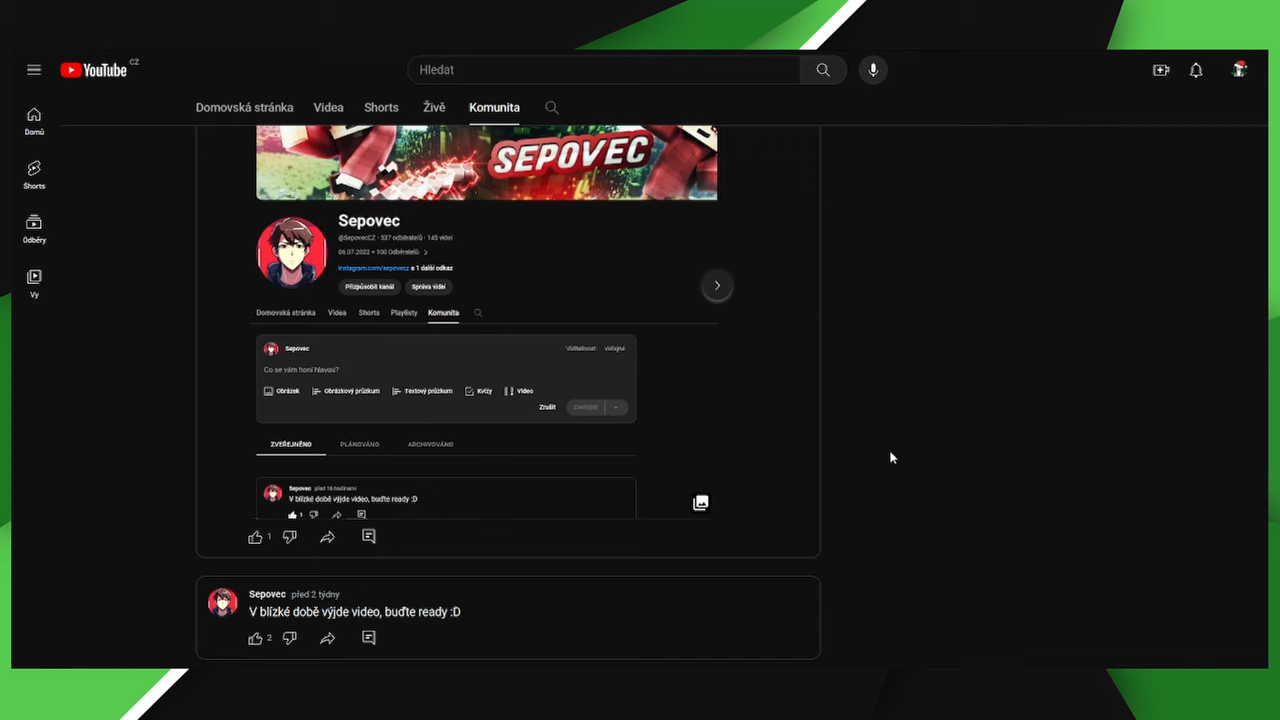 YouTube CZ
Hledat
Domovská stránka Videa Shorts Živě Komunita
Domů
Shorts
Odběry
Vy
SEPOVEC
Sepovec
@SepovecCZ · 537 odběratelů · 145 videí
06.07.2022 = 100 Odběratelů
instagram.com/sepovecz a 1 další odkaz
Přizpůsobit kanál Správa videí
Domovská stránka Videa Shorts Playlisty Komunita
Sepovec Viditelnost: Veřejné
Co se vám honí hlavou?
Obrázek Obrázkový průzkum Textový průzkum Kvízy Video
Zrušit Zveřejnit
ZVEŘEJNĚNO PLÁNOVÁNO ARCHIVOVÁNO
Sepovec před 16 hodinami
V blízké době výjde video, buďte ready :D
1
1
Sepovec před 2 týdny
V blízké době výjde video, buďte ready :D
2